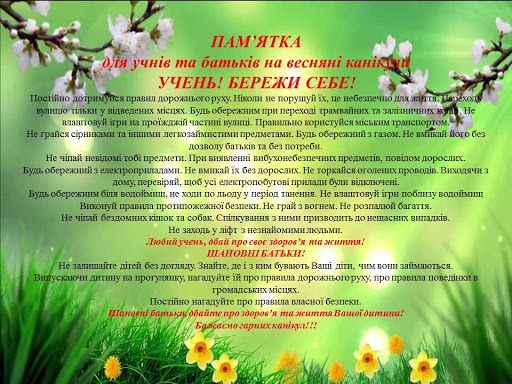 ПАМ’ЯТКА
для учнів та батьків на весняні канікули
УЧЕНЬ! БЕРЕЖИ СЕБЕ!
Постійно дотримуйся правил дорожнього руху. Ніколи не порушуй їх, це небезпечно для життя. Переходь
вулицю тільки у відведених місцях. Будь обережним при переході трамвайних та залізничних колій. Не
влаштовуй ігри на проїжджій частині вулиці. Правильно користуйся міським транспортом.
Не грайся сірниками та іншими легкозаймистими предметами. Будь обережний з газом. Не вмикай його без
дозволу батьків та без потреби.
Не чіпай невідомі тобі предмети. При виявленні вибухонебезпечних предметів, повідом дорослих.
Будь обережний з електроприладами. Не вмикай їх без дорослих. Не торкайся оголених проводів. Виходячи з
дому, перевіряй, щоб усі електропобутові прилади були відключені.
Будь обережним біля водоймищ, не ходи по льоду у період танення. Не влаштовуй ігри поблизу водоймищ
Виконуй правила протипожежної безпеки. Не грай з вогнем. Не розпалюй багаття.
Не чіпай бездомних кішок та собак. Спілкування з ними призводить до нещасних випадків.
Не заходь у ліфт з незнайомими людьми.
Любий учень, дбай про своє здоров’я та життя!
ШАНОВНІ БАТЬКИ!
Не залишайте дітей без догляду. Знайте, де і з ким бувають Ваші діти, чим вони займаються.
Випускаючи дитину на прогулянку, нагадуйте їй про правила дорожнього руху, про правила поведінки в
громадських місцях.
Постійно нагадуйте про правила власної безпеки.
Шановні батьки, дбайте про здоров’я та життя Вашої дитини!
Бажаємо гарних канікул!!!